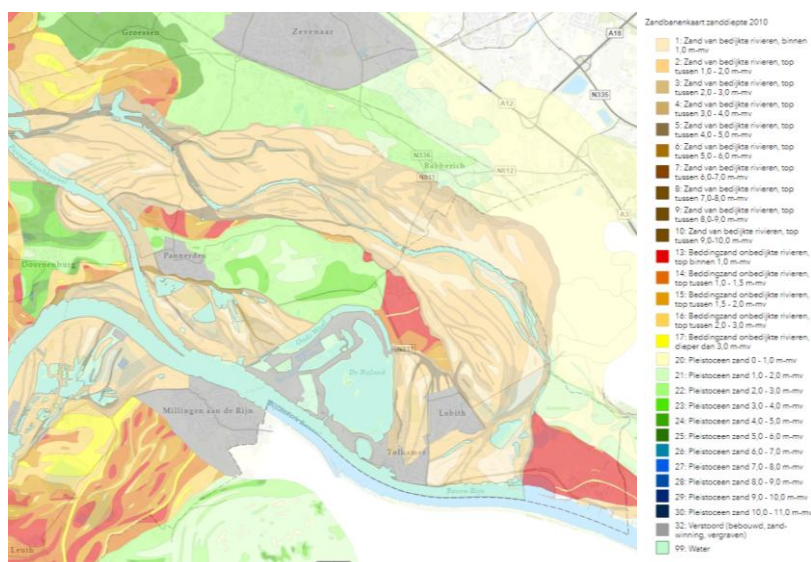 Zandbanenkaart zanddiepte 2010
1: Zand van bedijkte rivieren, binnen
1,0 m-mv
2: Zand van bedijkte rivieren, top
tussen 1,0 - 2,0 m-mv
3: Zand van bedijkte rivieren, top
tussen 2,0 - 3,0 m-mv
4: Zand van bedijkte rivieren, top
tussen 3,0 - 4,0 m-mv
5: Zand van bedijkte rivieren, top
tussen 4,0 - 5,0 m-mv
6: Zand van bedijkte rivieren, top
tussen 5,0 - 6,0 m-mv
7: Zand van bedijkte rivieren, top
tussen 6,0-7,0 m-mv
8: Zand van bedijkte rivieren, top
tussen 7,0-8,0 m-mv
9: Zand van bedijkte rivieren, top
tussen 8,0-9,0 m-mv
10: Zand van bedijkte rivieren, top
tussen 9,0-10,0 m-mv
13: Beddingzand onbedijkte rivieren,
top binnen 1,0 m-mv
14: Beddingzand onbedijkte rivieren,
top tussen 1,0 - 1,5 m-mv
15: Beddingzand onbedijkte rivieren,
top tussen 1,5 - 2,0 m-mv
16: Beddingzand onbedijkte rivieren,
top tussen 2,0 - 3,0 m-mv
17: Beddingzand onbedijkte rivieren,
dieper dan 3,0 m-mv
20: Pleistoceen zand 0 - 1,0 m-mv
21: Pleistoceen zand 1,0 - 2,0 m-mv
22: Pleistoceen zand 2,0 - 3,0 m-mv
23: Pleistoceen zand 3,0 - 4,0 m-mv
24: Pleistoceen zand 4,0 - 5,0 m-mv
25: Pleistoceen zand 5,0 - 6,0 m-mv
26: Pleistoceen zand 6,0 - 7,0 m-mv
27: Pleistoceen zand 7,0 - 8,0 m-mv
28: Pleistoceen zand 8,0 - 9,0 m-mv
29: Pleistoceen zand 9,0 - 10,0 m-mv
30: Pleistoceen zand 10,0 - 11,0 m-mv
32: Verstoord (bebouwd, zand-
winning, vergraven)
99: Water
Groessen
Zevenaar
A18
N335
A12
N336
Babberich
N811
N812
A3
Doornenburg
Pannerden
Oude Waal
De Bijland
N811
Millingen aan de Rijn
Lobith
Tolkamer
Boven-Rijn
Leuth